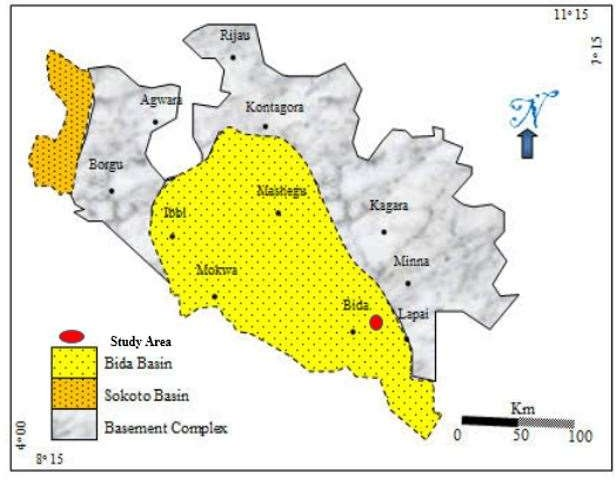 11° 15
7° 15
Rijau
N
Agwara
Kontagora
Borgu
Mashegu
Ibbi
Kagara
Minna
Mokwa
Bida
Lapai
Study Area
Bida Basin
Sokoto Basin
Basement Complex
Km
0 50 100
4° 00
8° 15